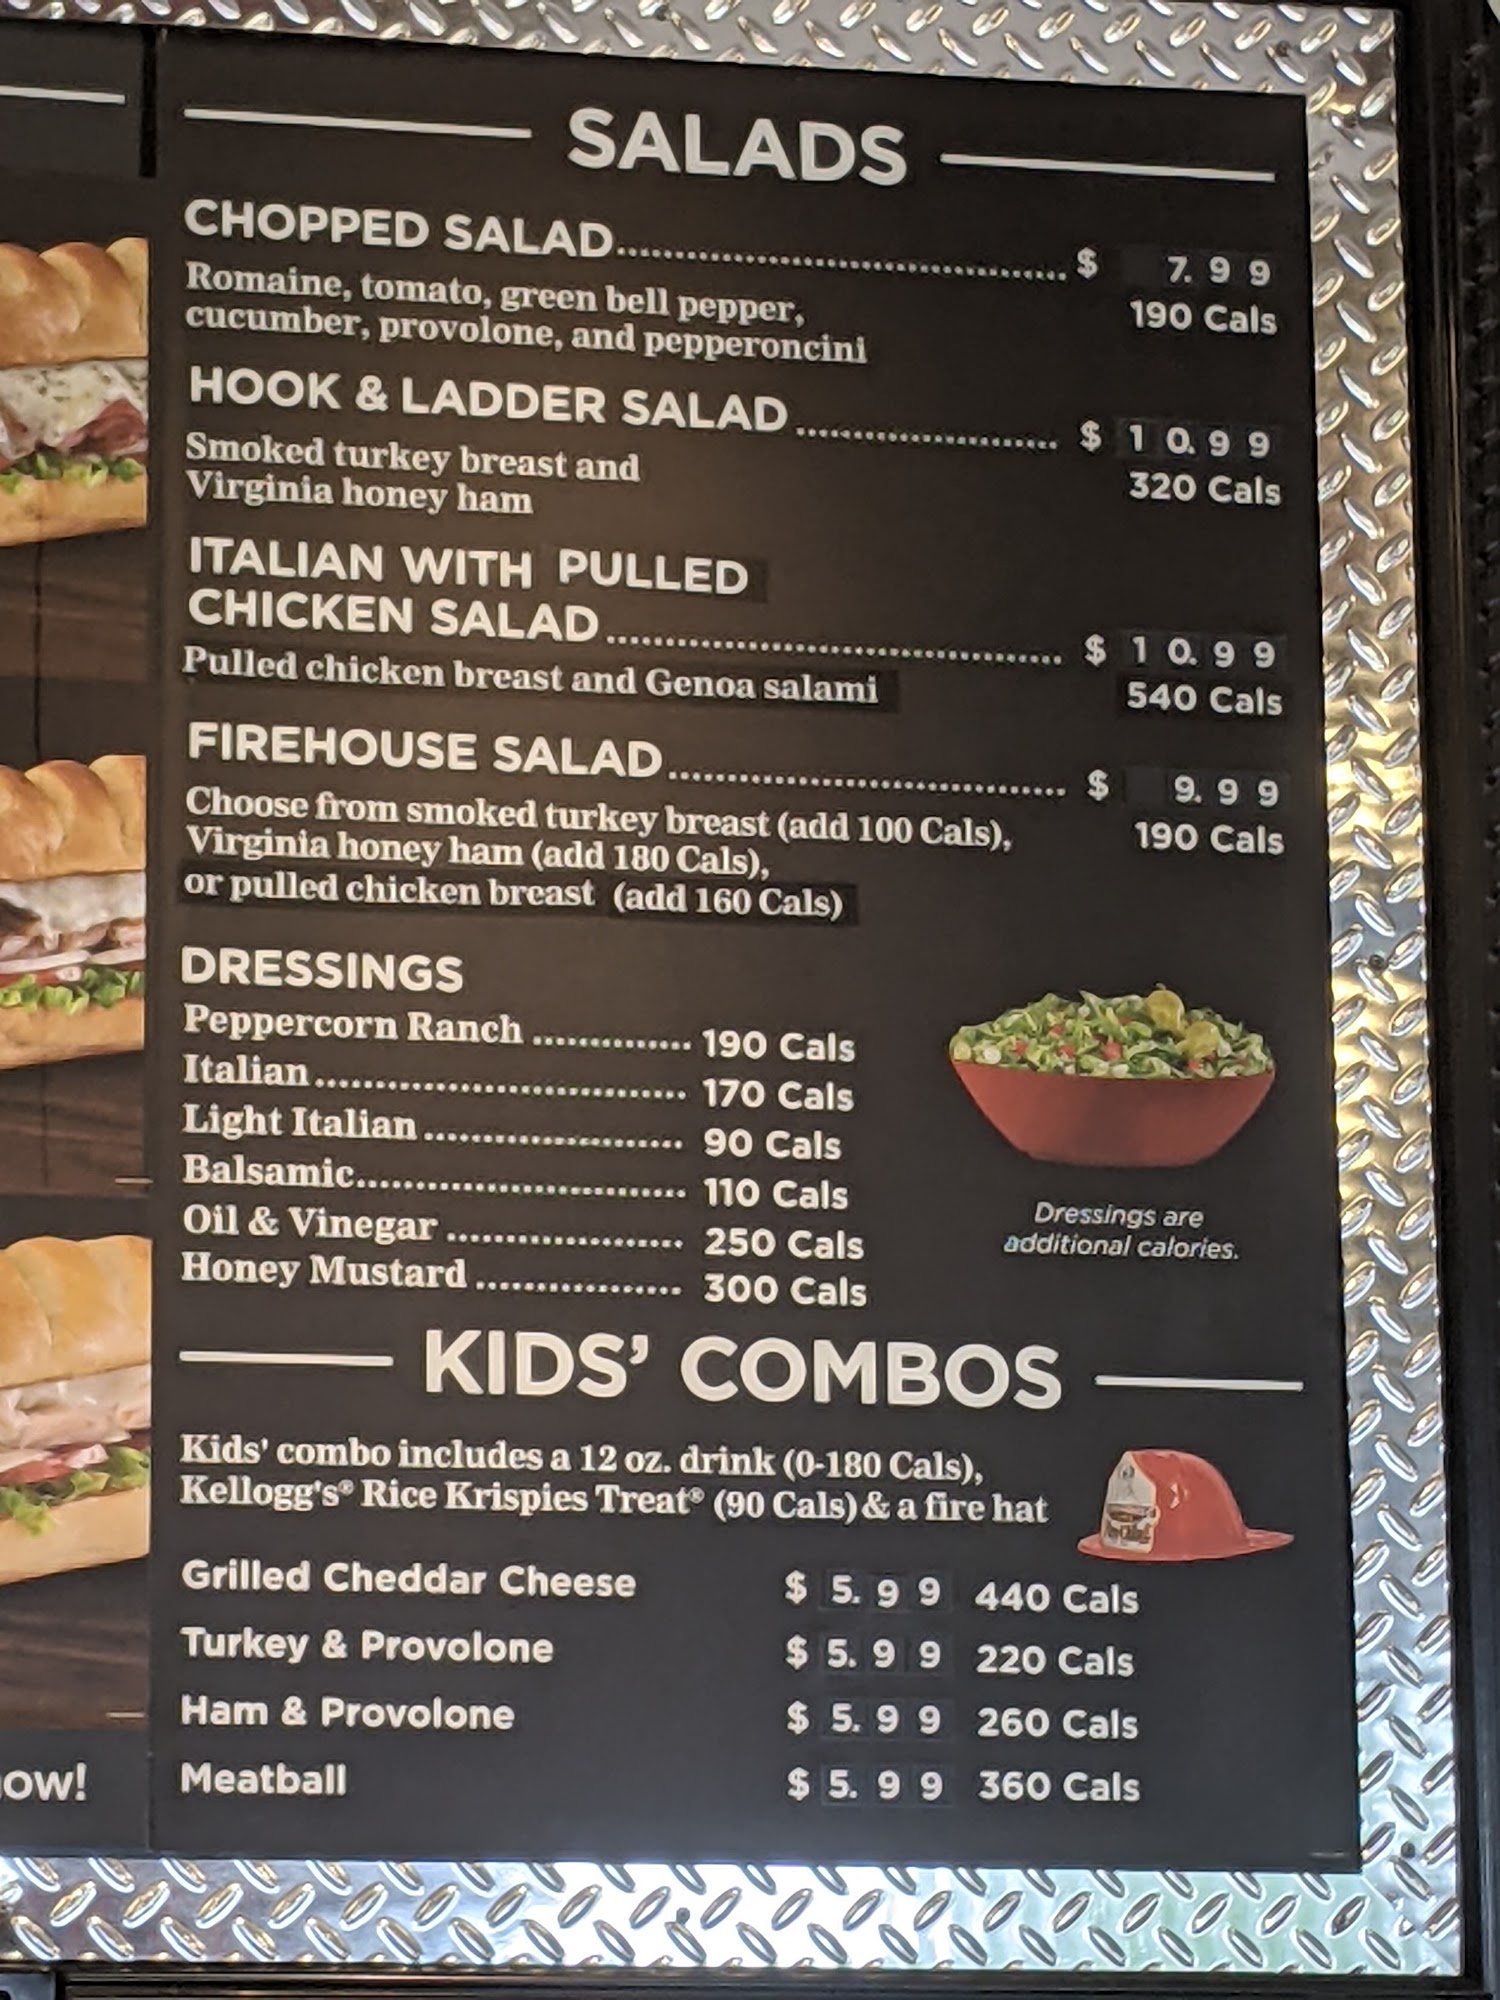 SALADS
CHOPPED SALAD........................................ $ 7.99
Romaine, tomato, green bell pepper, 190 Cals
cucumber, provolone, and pepperoncini
HOOK & LADDER SALAD........................ $ 10.99
Smoked turkey breast and 320 Cals
Virginia honey ham
ITALIAN WITH PULLED
CHICKEN SALAD........................................ $ 10.99
Pulled chicken breast and Genoa salami 540 Cals
FIREHOUSE SALAD................................... $ 9.99
Choose from smoked turkey breast (add 100 Cals), 190 Cals
Virginia honey ham (add 180 Cals),
or pulled chicken breast (add 160 Cals)
DRESSINGS
Peppercorn Ranch .............. 190 Cals
Italian................................. 170 Cals
Light Italian....................... 90 Cals
Balsamic............................. 110 Cals
Oil & Vinegar ..................... 250 Cals
Honey Mustard .................. 300 Cals
Dressings are
additional calories.
KIDS' COMBOS
Kids' combo includes a 12 oz. drink (0-180 Cals),
Kellogg's® Rice Krispies Treat® (90 Cals) & a fire hat
Grilled Cheddar Cheese $ 5.99 440 Cals
Turkey & Provolone $ 5.99 220 Cals
Ham & Provolone $ 5.99 260 Cals
Meatball $ 5.99 360 Cals
ow!